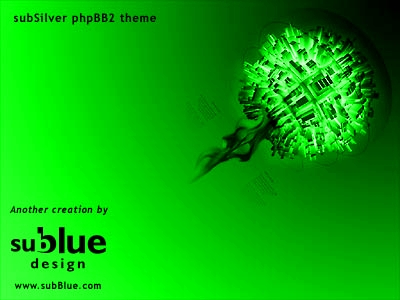 subSilver phpBB2 theme
Another creation by
subblue
design
www.subBlue.com